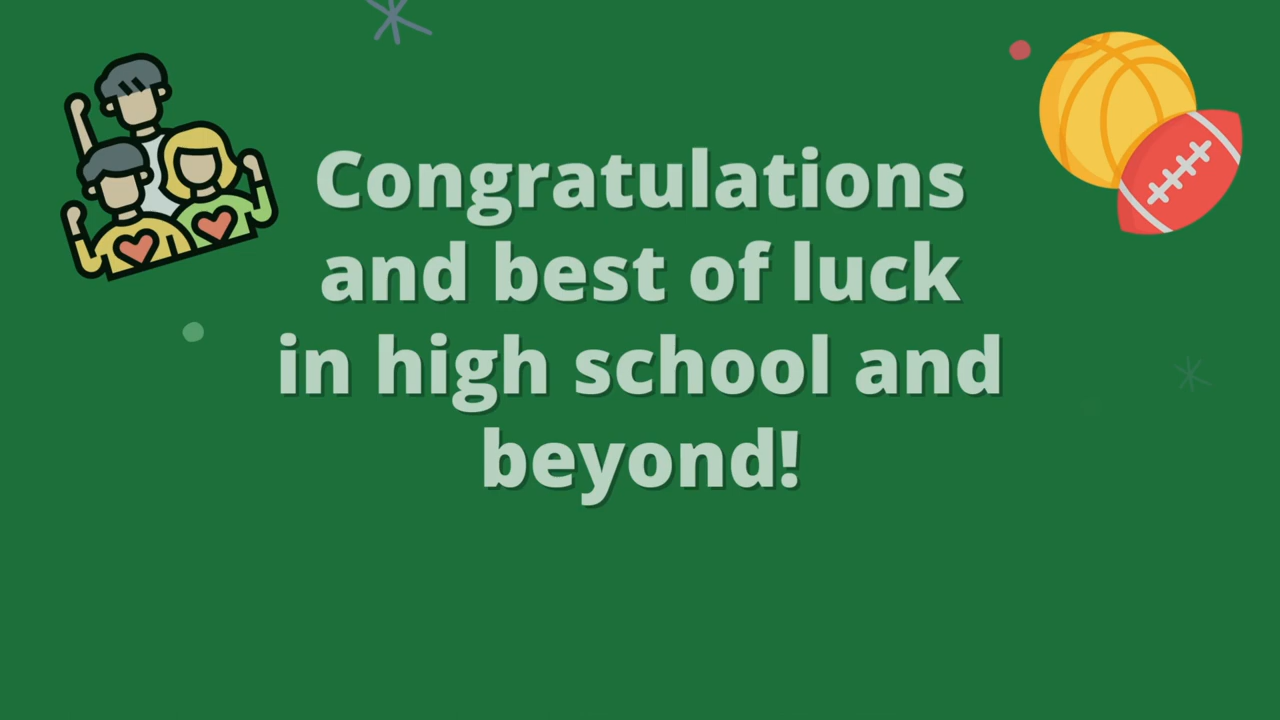 Congratulations
and best of luck
in high school and
beyond!